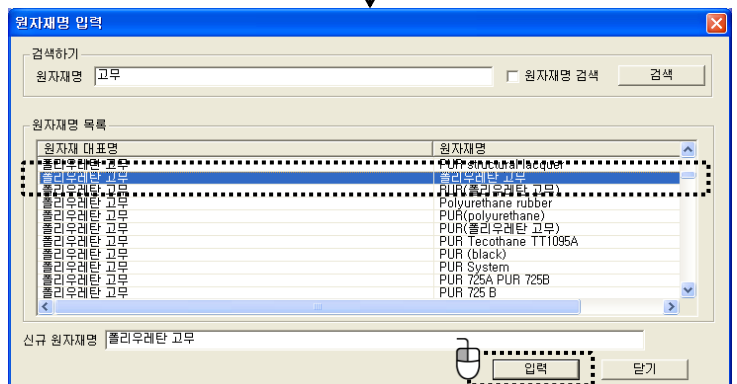 원자재명 입력
검색하기
원자재명 고무 원자재명 검색 검색
원자재명 목록
원자재 대표명 원자재명
폴리우레탄 고무 PUR structural lacquer
폴리우레탄 고무 폴리우레탄 고무
폴리우레탄 고무 PUR(폴리우레탄 고무)
폴리우레탄 고무 Polyurethane rubber
폴리우레탄 고무 PUR(polyurethane)
폴리우레탄 고무 PUR(폴리우레탄 고무)
폴리우레탄 고무 PUR Tecothane TT1095A
폴리우레탄 고무 PUR (black)
폴리우레탄 고무 PUR System
폴리우레탄 고무 PUR 725A PUR 725B
폴리우레탄 고무 PUR 725 B
신규 원자재명 폴리우레탄 고무
입력 닫기